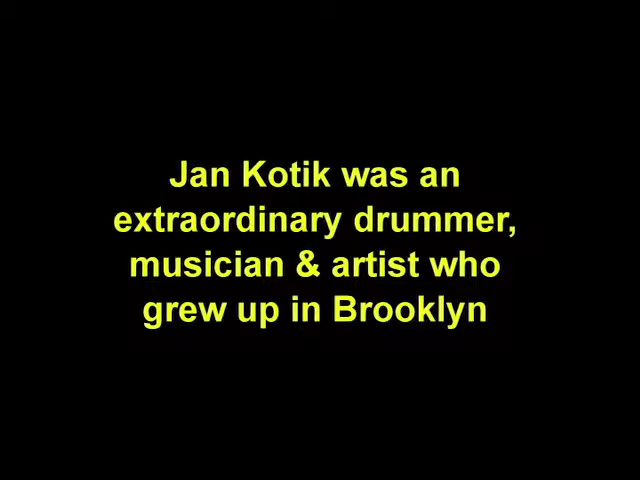 Jan Kotik was an
extraordinary drummer,
musician & artist who
grew up in Brooklyn